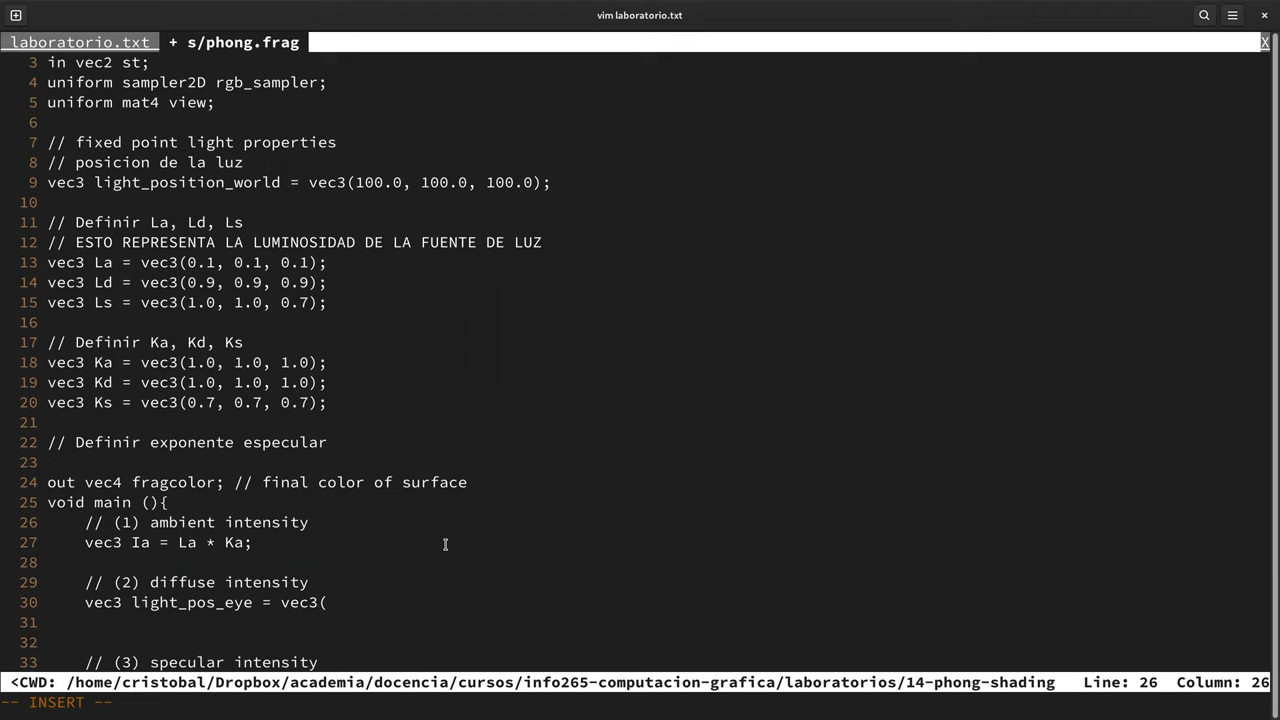 vim laboratorio.txt
laboratorio.txt + s/phong.frag X
3 in vec2 st;
4 uniform sampler2D rgb_sampler;
5 uniform mat4 view;
6
7 // fixed point light properties
8 // posicion de la luz
9 vec3 light_position_world = vec3(100.0, 100.0, 100.0);
10
11 // Definir La, Ld, Ls
12 // ESTO REPRESENTA LA LUMINOSIDAD DE LA FUENTE DE LUZ
13 vec3 La = vec3(0.1, 0.1, 0.1);
14 vec3 Ld = vec3(0.9, 0.9, 0.9);
15 vec3 Ls = vec3(1.0, 1.0, 0.7);
16
17 // Definir Ka, Kd, Ks
18 vec3 Ka = vec3(1.0, 1.0, 1.0);
19 vec3 Kd = vec3(1.0, 1.0, 1.0);
20 vec3 Ks = vec3(0.7, 0.7, 0.7);
21
22 // Definir exponente especular
23
24 out vec4 fragcolor; // final color of surface
25 void main (){
26 // (1) ambient intensity
27 vec3 Ia = La * Ka;
28
29 // (2) diffuse intensity
30 vec3 light_pos_eye = vec3(
31
32
33 // (3) specular intensity
<CWD: /home/cristobal/Dropbox/academia/docencia/cursos/info265-computacion-grafica/laboratorios/14-phong-shading Line: 26 Column: 26
-- INSERT --